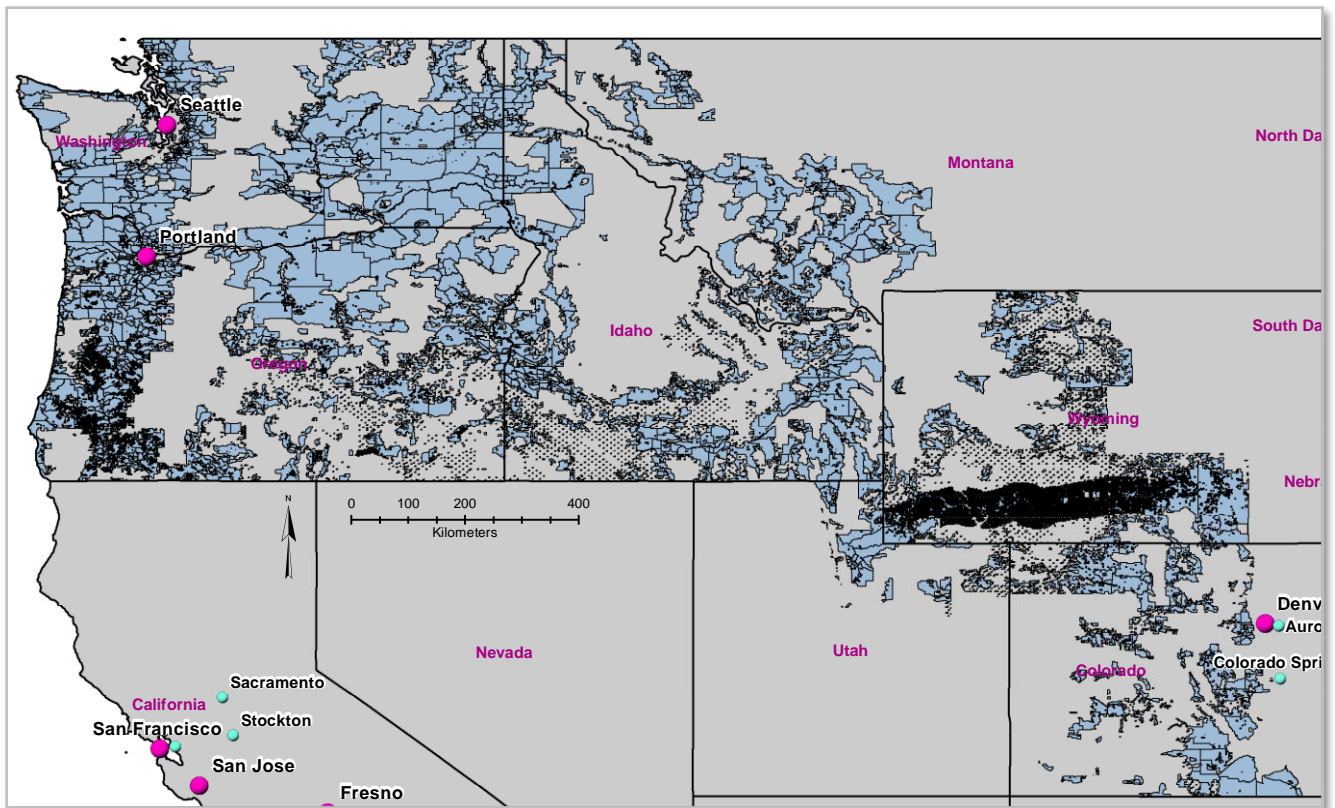 Seattle
Washington
North Da
Montana
Portland
South Da
Idaho
Oregon
Wyoming
Nebr
N
0 100 200 400
Kilometers
Denv
Auro
Nevada
Utah
Colorado Spri
Colorado
Sacramento
California
Stockton
San Francisco
San Jose
Fresno